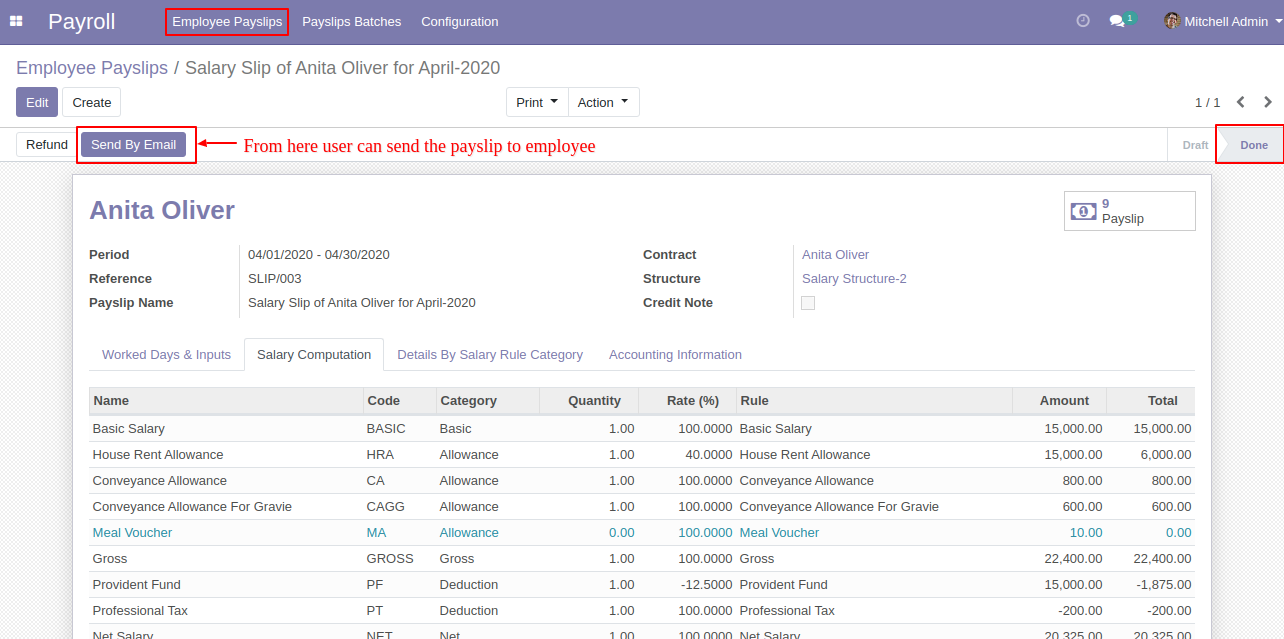 Payroll Employee Payslips Payslips Batches Configuration 1 Mitchell Admin
Employee Payslips / Salary Slip of Anita Oliver for April-2020
Edit Create Print Action 1 / 1
Refund Send By Email From here user can send the payslip to employee Draft Done
Anita Oliver
9
Payslip
Period 04/01/2020 - 04/30/2020 Contract Anita Oliver
Reference SLIP/003 Structure Salary Structure-2
Payslip Name Salary Slip of Anita Oliver for April-2020 Credit Note
Worked Days & Inputs Salary Computation Details By Salary Rule Category Accounting Information
Name Code Category Quantity Rate (%) Rule Amount Total
Basic Salary BASIC Basic 1.00 100.0000 Basic Salary 15,000.00 15,000.00
House Rent Allowance HRA Allowance 1.00 40.0000 House Rent Allowance 15,000.00 6,000.00
Conveyance Allowance CA Allowance 1.00 100.0000 Conveyance Allowance 800.00 800.00
Conveyance Allowance For Gravie CAGG Allowance 1.00 100.0000 Conveyance Allowance For Gravie 600.00 600.00
Meal Voucher MA Allowance 0.00 100.0000 Meal Voucher 10.00 0.00
Gross GROSS Gross 1.00 100.0000 Gross 22,400.00 22,400.00
Provident Fund PF Deduction 1.00 -12.5000 Provident Fund 15,000.00 -1,875.00
Professional Tax PT Deduction 1.00 100.0000 Professional Tax -200.00 -200.00
Net Salary NET Net 1.00 100.0000 Net Salary 20,325.00 20,325.00